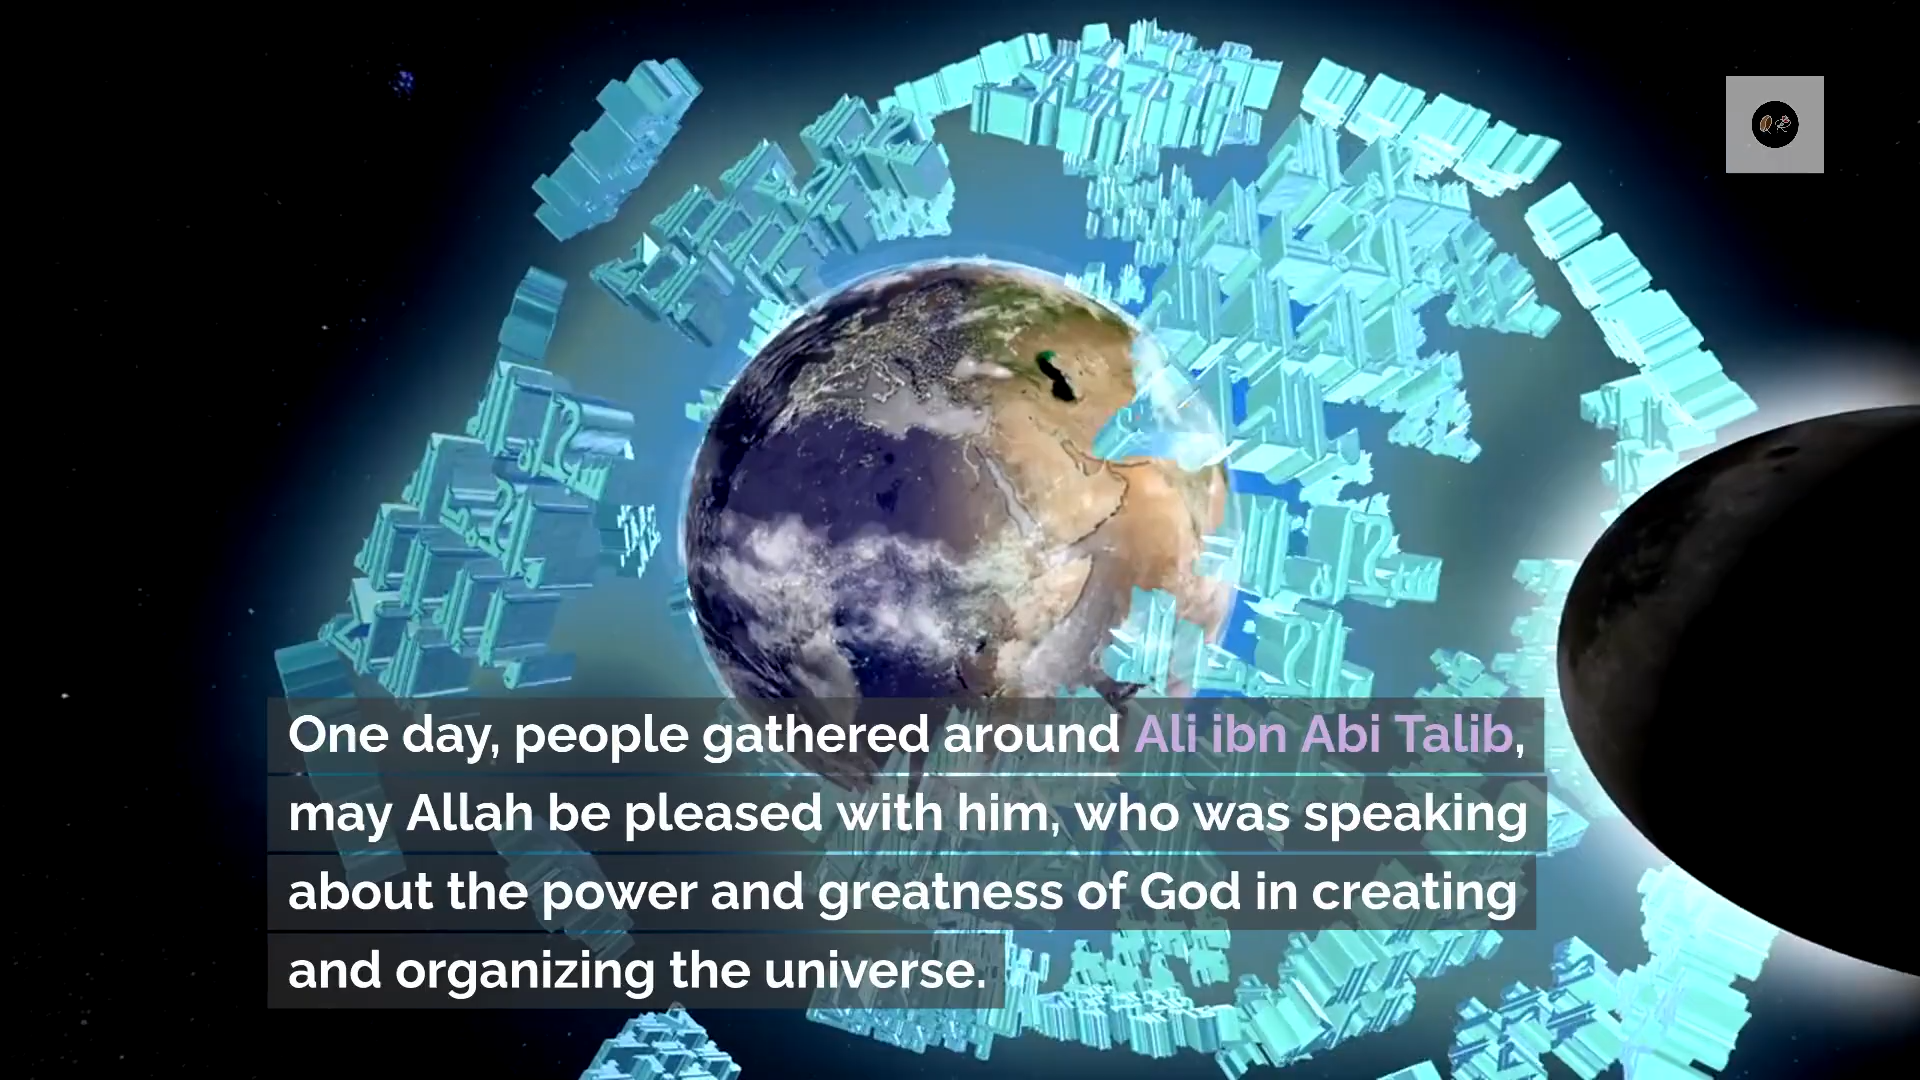 One day, people gathered around Ali ibn Abi Talib,
may Allah be pleased with him, who was speaking
about the power and greatness of God in creating
and organizing the universe.